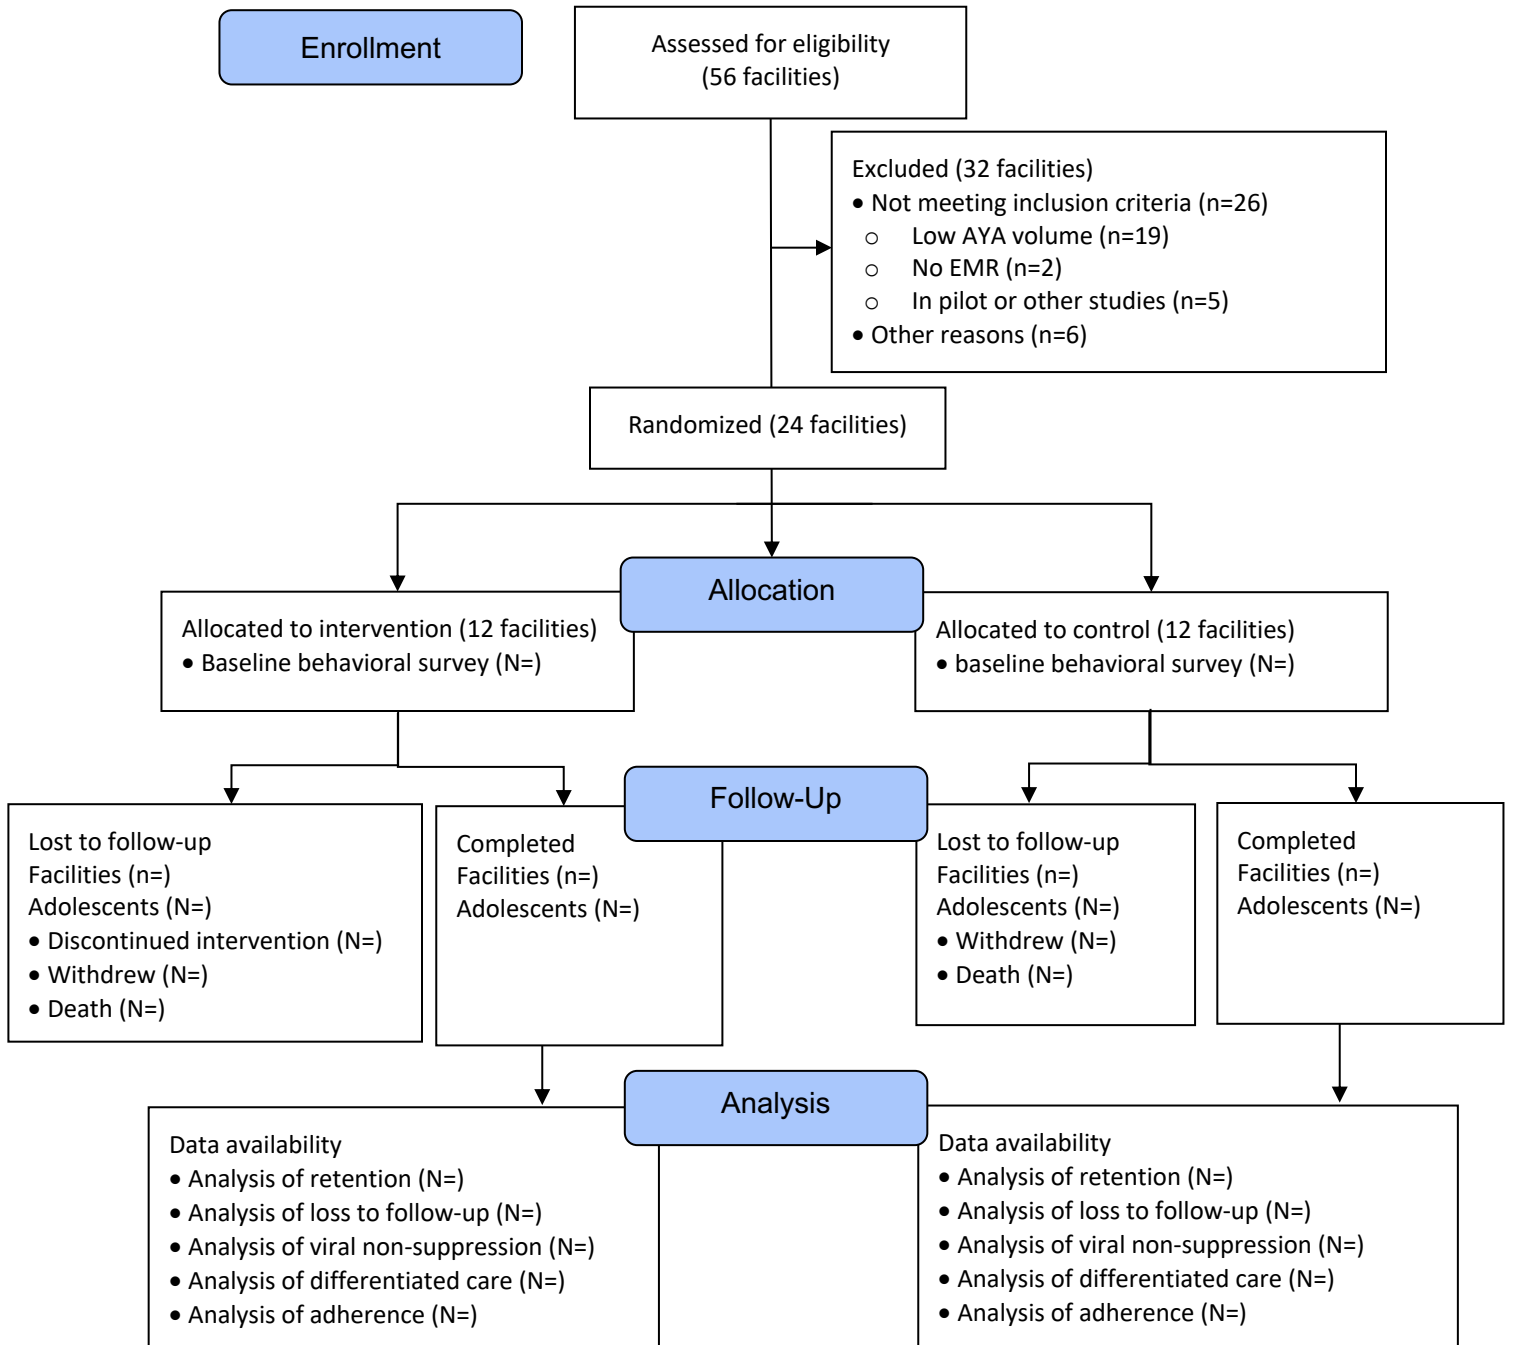 Enrollment
Assessed for eligibility
(56 facilities)
Excluded (32 facilities)
• Not meeting inclusion criteria (n=26)
o Low AYA volume (n=19)
o No EMR (n=2)
o In pilot or other studies (n=5)
• Other reasons (n=6)
Randomized (24 facilities)
Allocation
Allocated to intervention (12 facilities)
• Baseline behavioral survey (N=)
Allocated to control (12 facilities)
• baseline behavioral survey (N=)
Follow-Up
Lost to follow-up
Facilities (n=)
Adolescents (N=)
• Discontinued intervention (N=)
• Withdrew (N=)
• Death (N=)
Completed
Facilities (n=)
Adolescents (N=)
Lost to follow-up
Facilities (n=)
Adolescents (N=)
• Withdrew (N=)
• Death (N=)
Completed
Facilities (n=)
Adolescents (N=)
Analysis
Data availability
• Analysis of retention (N=)
• Analysis of loss to follow-up (N=)
• Analysis of viral non-suppression (N=)
• Analysis of differentiated care (N=)
• Analysis of adherence (N=)
Data availability
• Analysis of retention (N=)
• Analysis of loss to follow-up (N=)
• Analysis of viral non-suppression (N=)
• Analysis of differentiated care (N=)
• Analysis of adherence (N=)